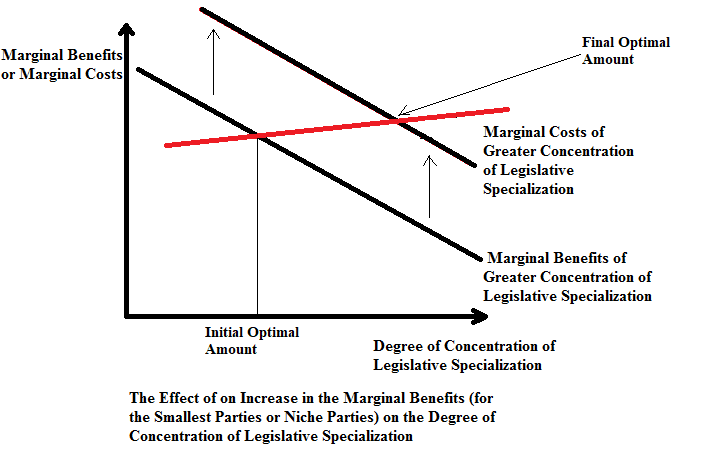 Marginal Benefits
or Marginal Costs
Final Optimal
Amount
Marginal Costs of
Greater Concentration
of Legislative
Specialization
Marginal Benefits of
Greater Concentration of
Legislative Specialization
Initial Optimal
Amount
Degree of Concentration of
Legislative Specialization
The Effect of on Increase in the Marginal Benefits (for
the Smallest Parties or Niche Parties) on the Degree of
Concentration of Legislative Specialization